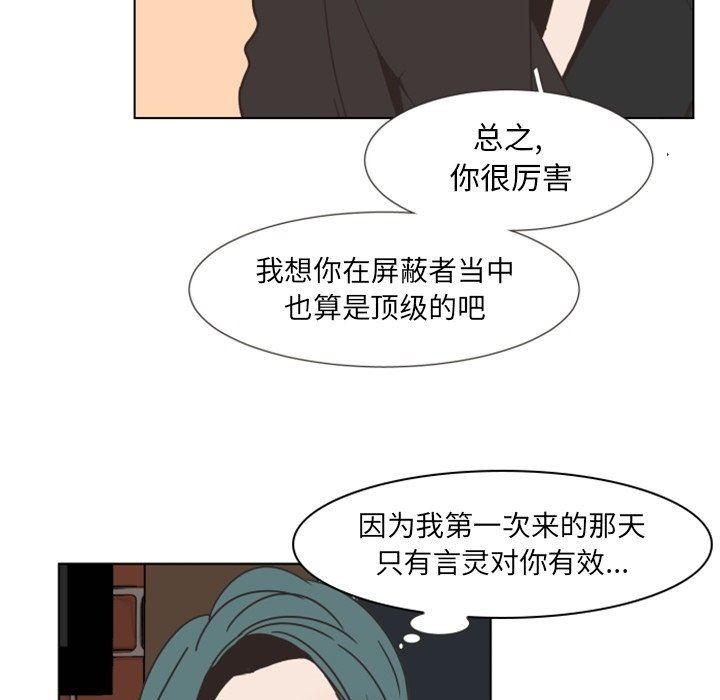 总之,
你很厉害
我想你在屏蔽者当中
也算是顶级的吧
因为我第一次来的那天
只有言灵对你有效...